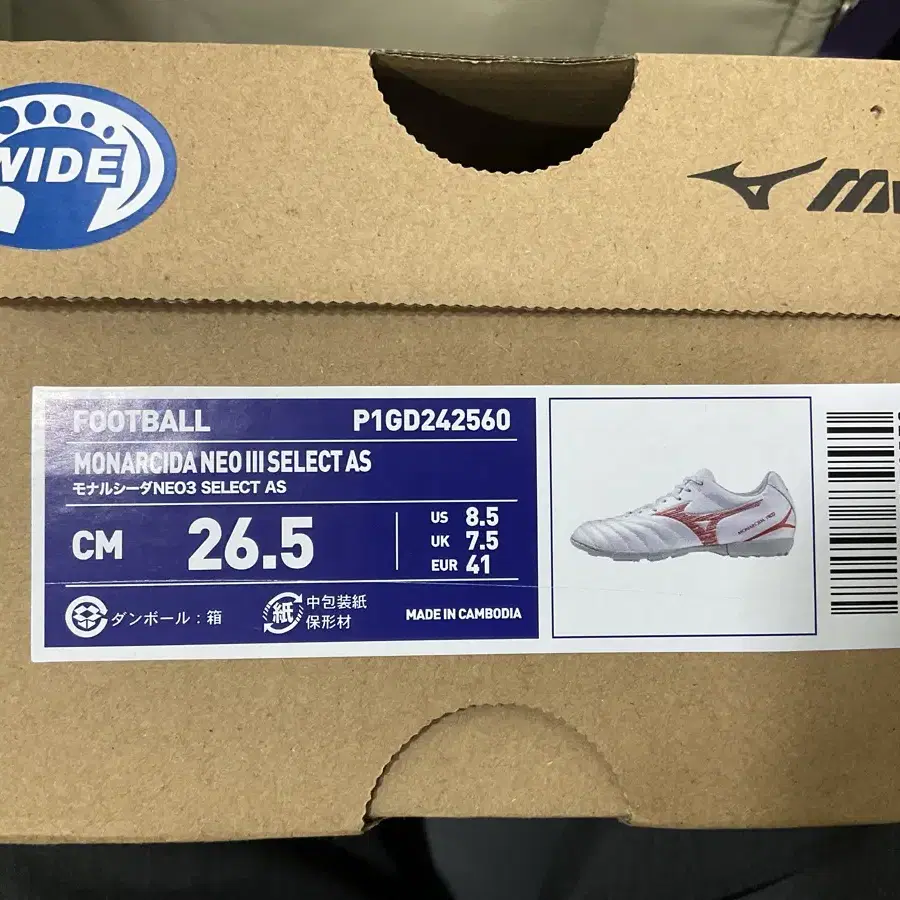 WIDE
FOOTBALL P1GD242560
MONARCIDA NEO III SELECT AS
モナルシーダNEO3 SELECT AS
CM 26.5
US 8.5
UK 7.5
EUR 41
ダンボール：箱
紙 中包装紙
保形材
MADE IN CAMBODIA